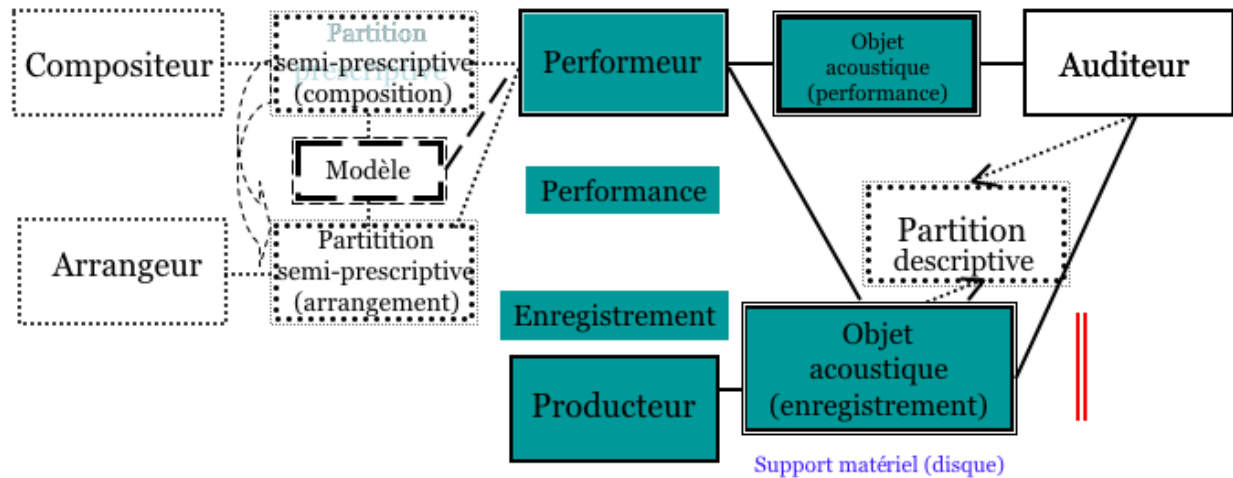 Compositeur
Partition
semi-prescriptive
prescriptive
(composition)
Performeur
Objet
acoustique
(performance)
Auditeur
Modèle
Performance
Arrangeur
Partitition
semi-prescriptive
(arrangement)
Partition
descriptive
Enregistrement
Producteur
Objet
acoustique
(enregistrement)
Support matériel (disque)